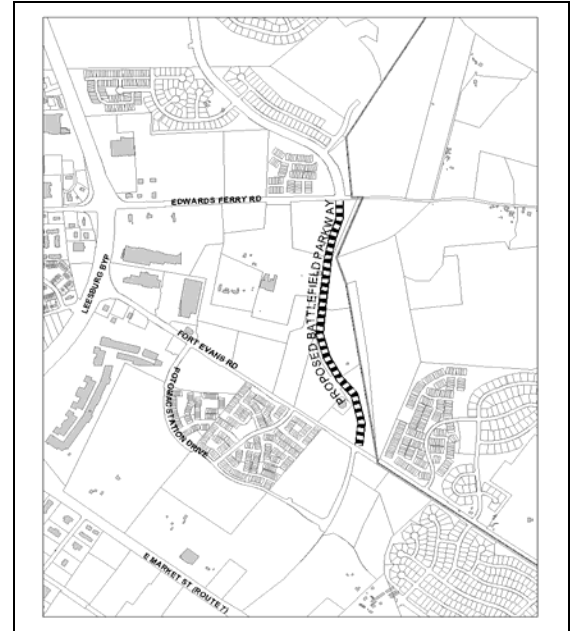 EDWARDS FERRY RD
PROPOSED BATTLEFIELD PARKWAY
LEESBURG BYP
FORT EVANS RD
POTOMAC STATION DRIVE
E MARKET ST (ROUTE 7)